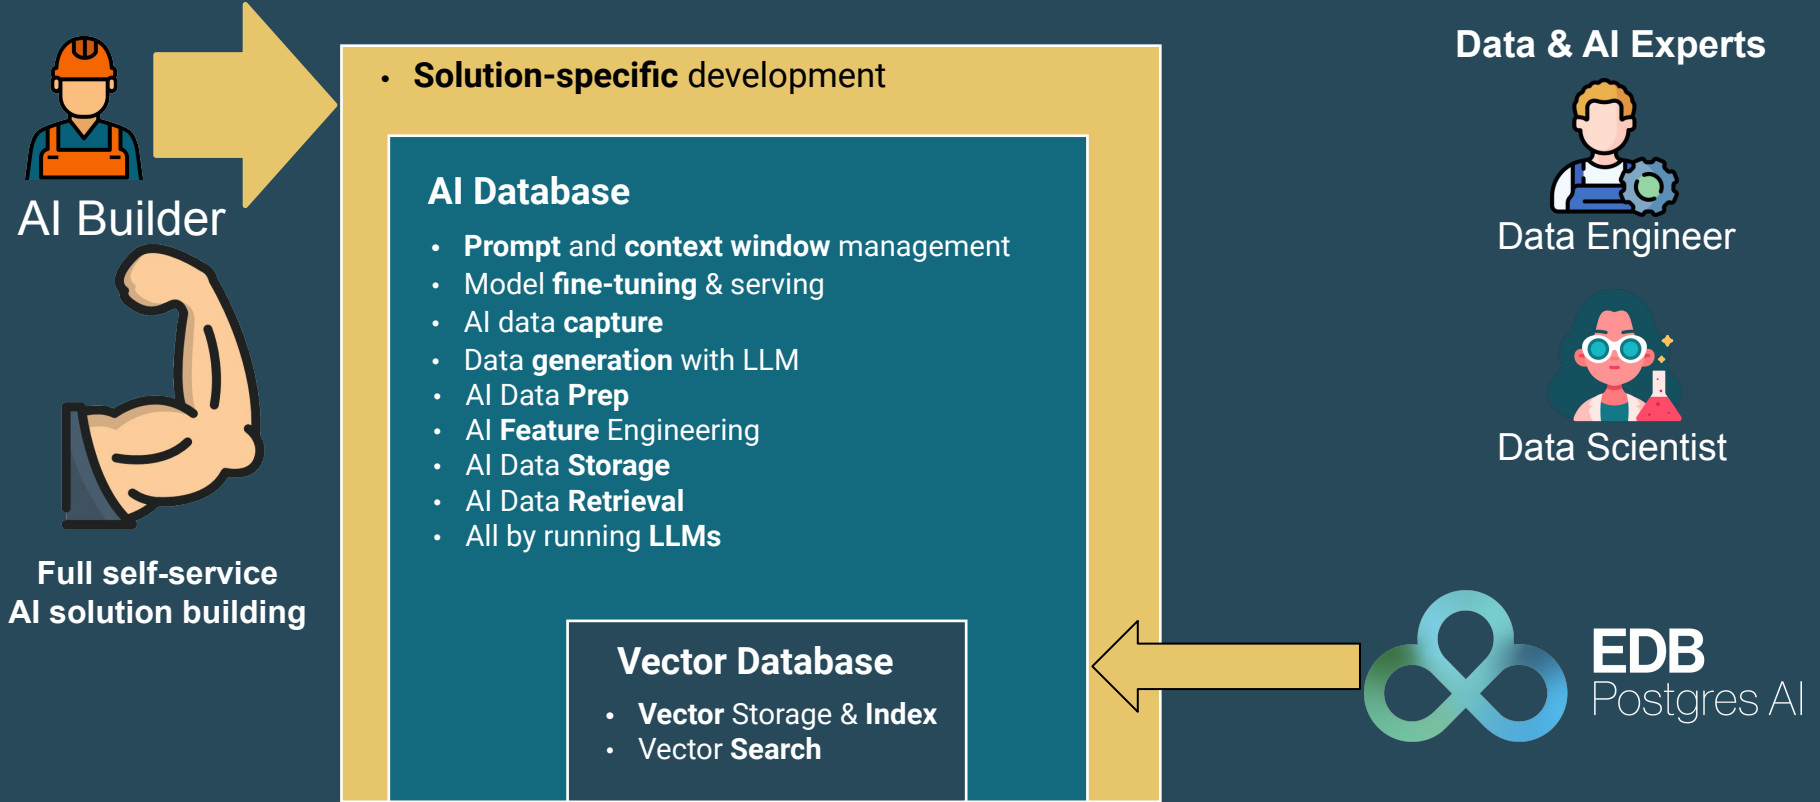 AI Builder
Full self-service
AI solution building
• Solution-specific development
AI Database
• Prompt and context window management
• Model fine-tuning & serving
• AI data capture
• Data generation with LLM
• AI Data Prep
• AI Feature Engineering
• AI Data Storage
• AI Data Retrieval
• All by running LLMs
Vector Database
• Vector Storage & Index
• Vector Search
Data & AI Experts
Data Engineer
Data Scientist
EDB
Postgres AI